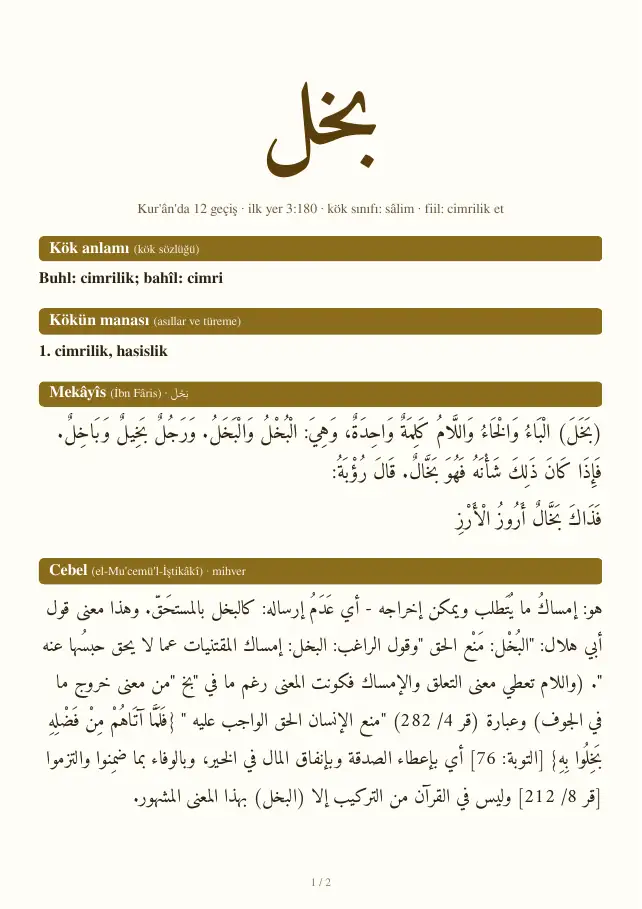 بخل
Kur'ân'da 12 geçiş · ilk yer 3:180 · kök sınıfı: sâlim · fiil: cimrilik et
Kök anlamı (kök sözlüğü)
Buhl: cimrilik; bahîl: cimri
Kökün manası (asıllar ve türeme)
1. cimrilik, hasislik
Mekâyîs (İbn Fâris) · بَخَلَ
(بَخَلَ) الْبَاءُ وَالْخَاءُ وَاللَّامُ كَلِمَةٌ وَاحِدَةٌ، وَهِيَ: الْبُخْلُ وَالْبَخَلُ. وَرَجُلٌ بَخِيلٌ وَبَاخِلٌ.
فَإِذَا كَانَ ذَلِكَ شَأْنَهُ فَهُوَ بَخَّالٌ. قَالَ رُؤْبَةُ:
فَذَاكَ بَخَّالٌ أَرُوزُ الْأَرْزِ
Cebel (el-Mu'cemü'l-İştikâkî) · mihver
هو: إمساكُ ما يُتَطلب ويمكن إخراجه - أي عَدَمُ إرساله: كالبخل بالمستحَقّ. وهذا معنى قول
أبي هلال: "البُخْل: مَنْع الحق "وقول الراغب: البخل: إمساك المقتنيات عما لا يحق حبسُها عنه
". (واللام تعطي معنى التعلق والإمساك فكونت المعنى رغم ما في "بخ "من معنى خروج ما
في الجوف) وعبارة (قر 4/ 282) "منع الإنسان الحق الواجب عليه " {فَلَمَّا آتَاهُمْ مِنْ فَضْلِهِ
بَخِلُوا بِهِ} [التوبة: 76] أي بإعطاء الصدقة وبإنفاق المال في الخير، وبالوفاء بما ضمِنوا والتزموا
[قر 8/ 212] وليس في القرآن من التركيب إلا (البخل) بهذا المعنى المشهور.
1 / 2